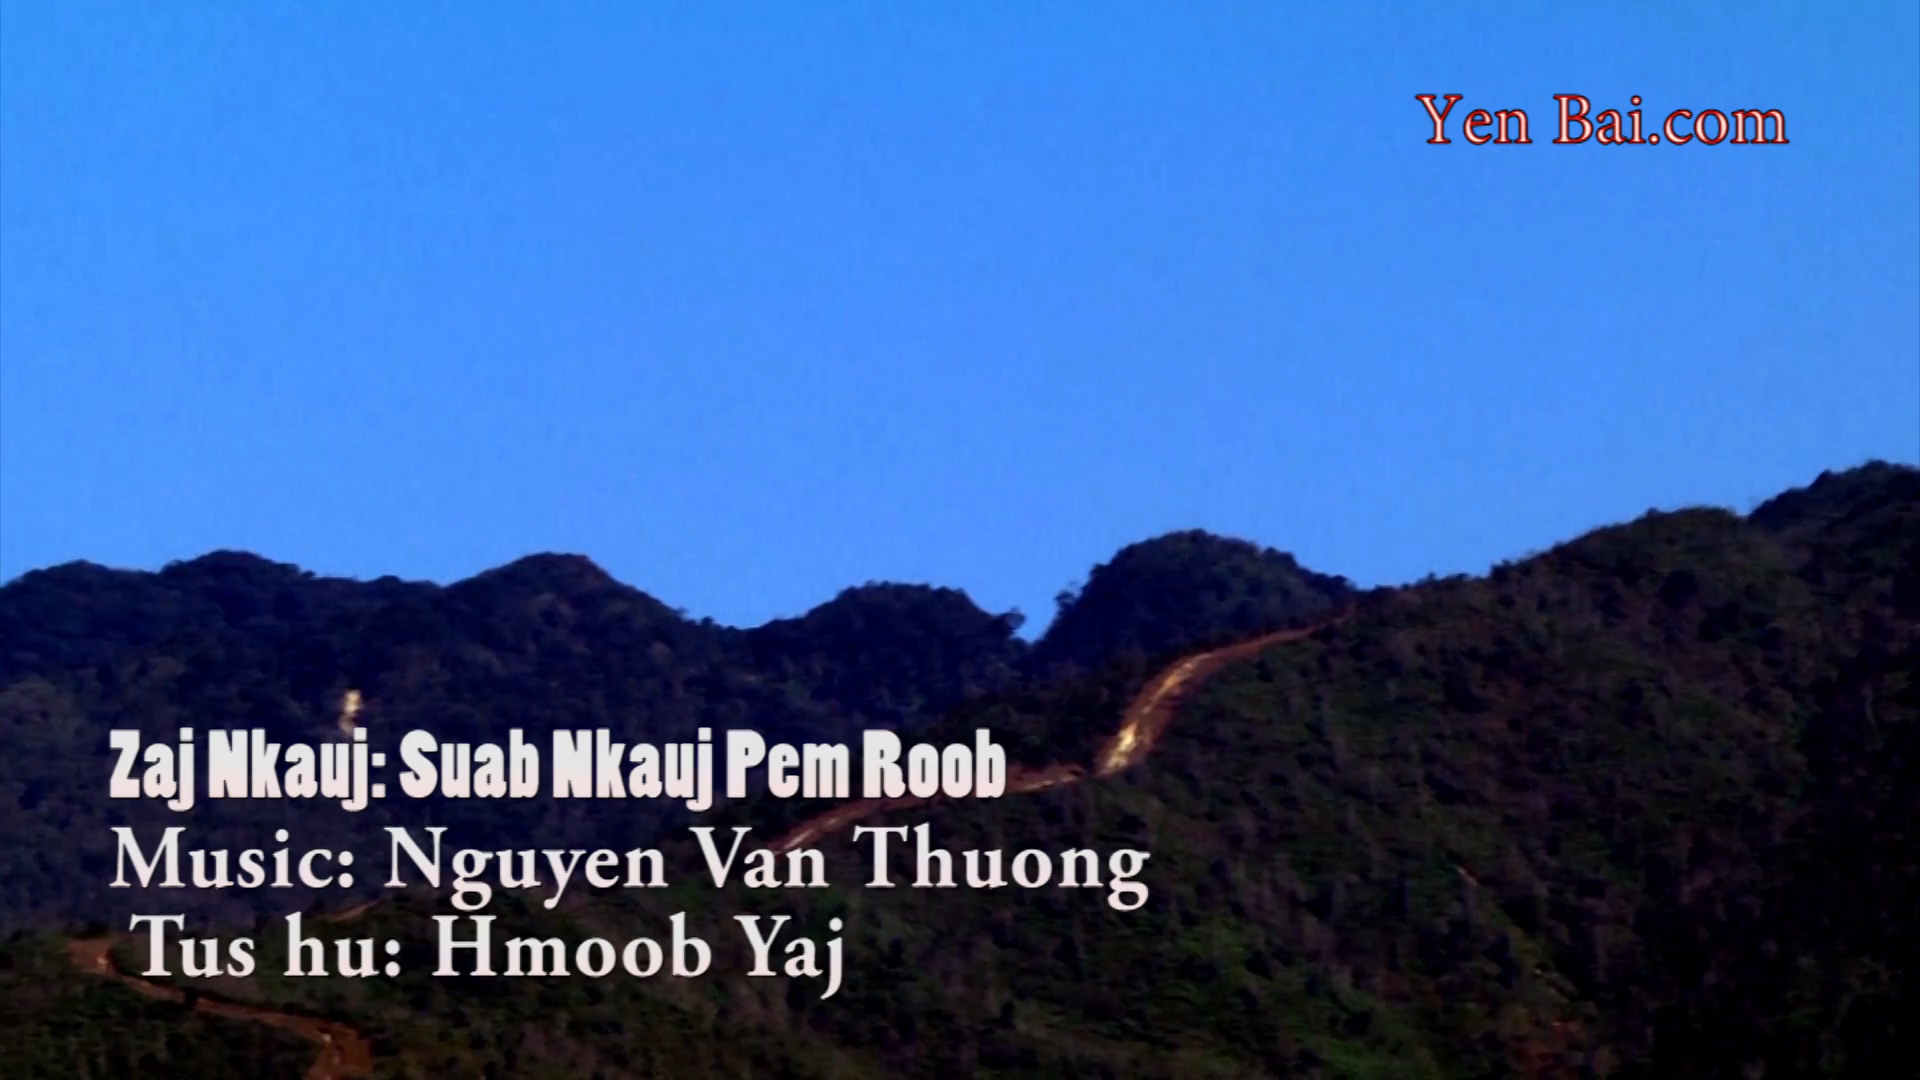 Yen Bai.com
Zaj Nkauj: Suab Nkauj Pem Roob
Music: Nguyen Van Thuong
Tus hu: Hmoob Yaj